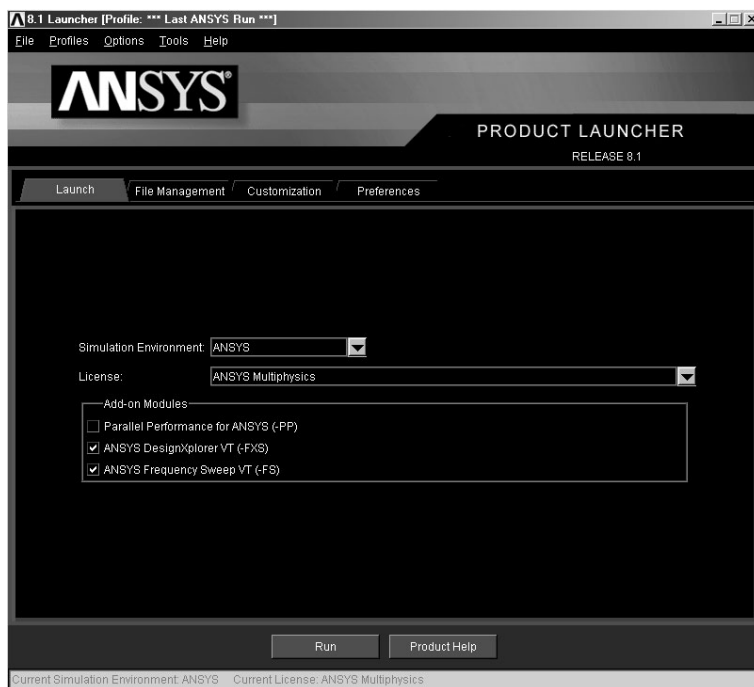 8.1 Launcher [Profile: *** Last ANSYS Run ***]
File Profiles Options Tools Help
ANSYS®
PRODUCT LAUNCHER
RELEASE 8.1
Launch File Management Customization Preferences
Simulation Environment: ANSYS
License: ANSYS Multiphysics
Add-on Modules
Parallel Performance for ANSYS (-PP)
ANSYS DesignXplorer VT (-FXS)
ANSYS Frequency Sweep VT (-FS)
Run Product Help
Current Simulation Environment: ANSYS Current License: ANSYS Multiphysics